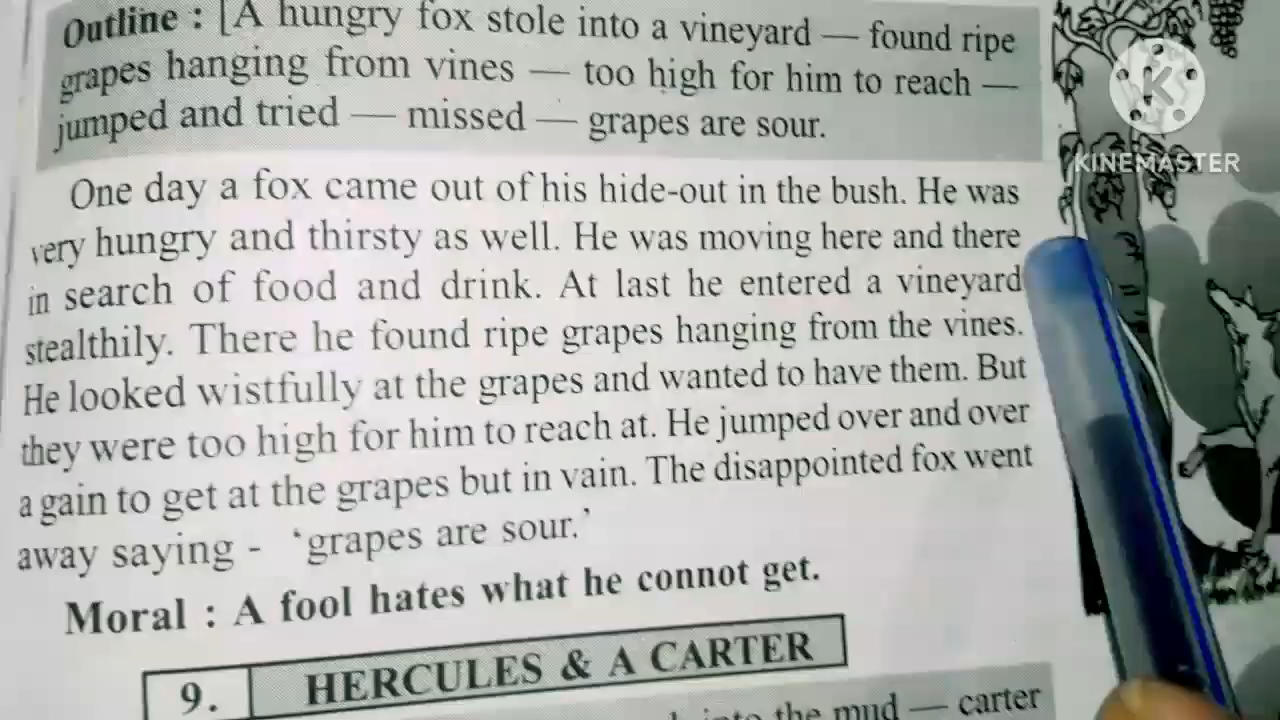 Outline : [A hungry fox stole into a vineyard — found ripe
grapes hanging from vines — too high for him to reach —
jumped and tried — missed — grapes are sour.
KINEMASTER
One day a fox came out of his hide-out in the bush. He was
very hungry and thirsty as well. He was moving here and there
in search of food and drink. At last he entered a vineyard
stealthily. There he found ripe grapes hanging from the vines.
He looked wistfully at the grapes and wanted to have them. But
they were too high for him to reach at. He jumped over and over
a gain to get at the grapes but in vain. The disappointed fox went
away saying - 'grapes are sour.'
Moral : A fool hates what he connot get.
9. HERCULES & A CARTER
into the mud — carter